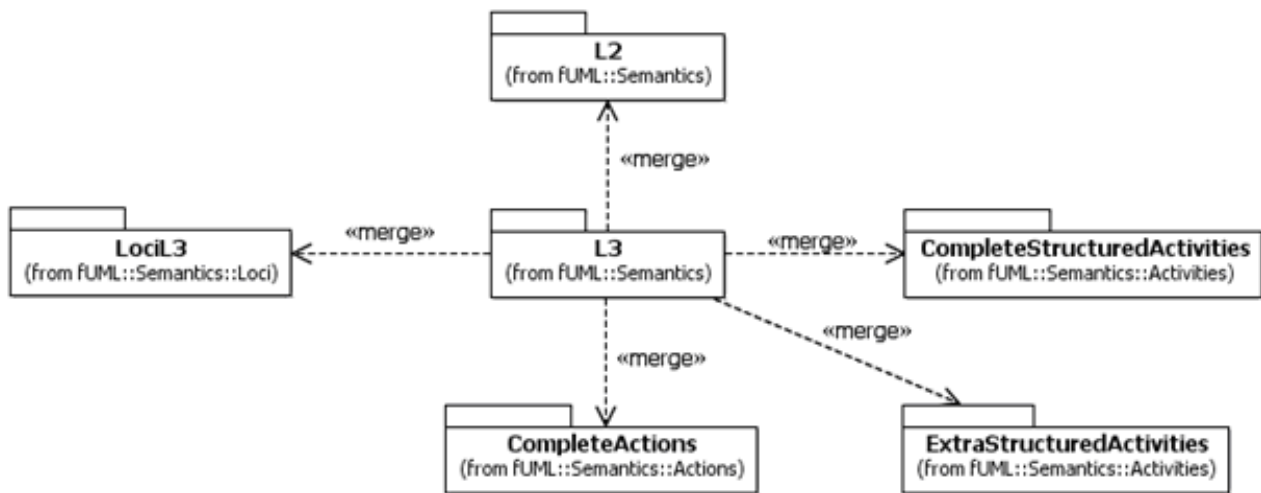 L2
(from fUML::Semantics)
«merge»
LociL3
(from fUML::Semantics::Loci)
«merge»
L3
(from fUML::Semantics)
«merge»
CompleteStructuredActivities
(from fUML::Semantics::Activities)
«merge»
«merge»
CompleteActions
(from fUML::Semantics::Actions)
ExtraStructuredActivities
(from fUML::Semantics::Activities)